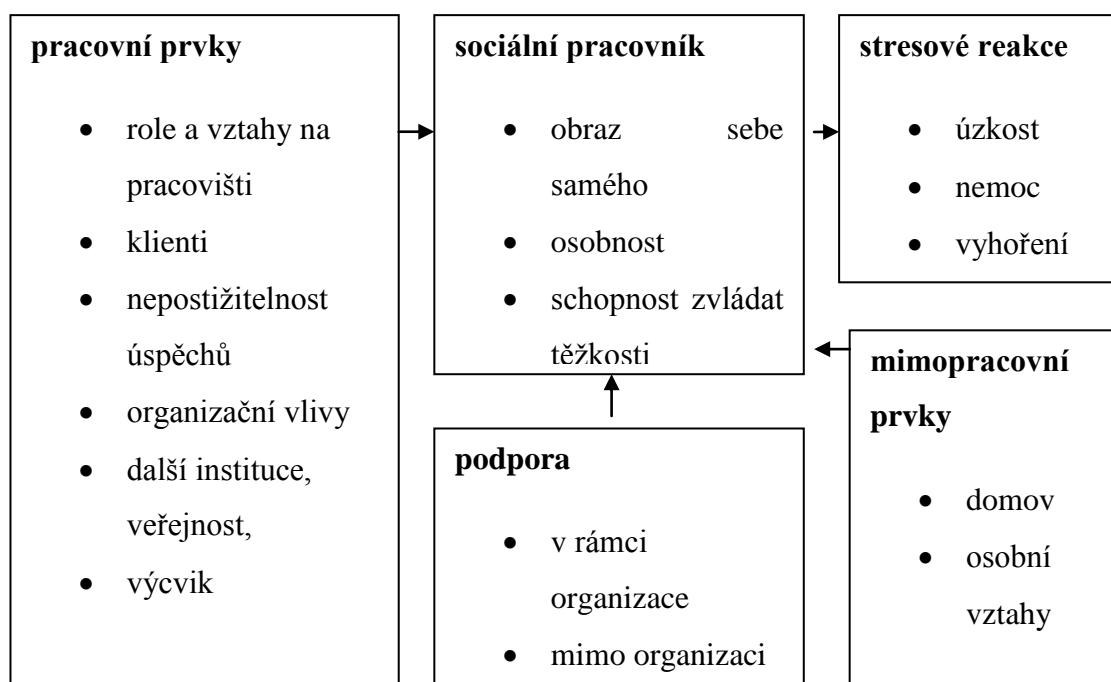 pracovní prvky
• role a vztahy na
pracovišti
• klienti
• nepostižitelnost
úspěchů
• organizační vlivy
• další instituce,
veřejnost,
• výcvik
sociální pracovník
• obraz sebe
samého
• osobnost
• schopnost zvládat
těžkosti
stresové reakce
• úzkost
• nemoc
• vyhoření
podpora
• v rámci
organizace
• mimo organizaci
mimopracovní
prvky
• domov
• osobní
vztahy